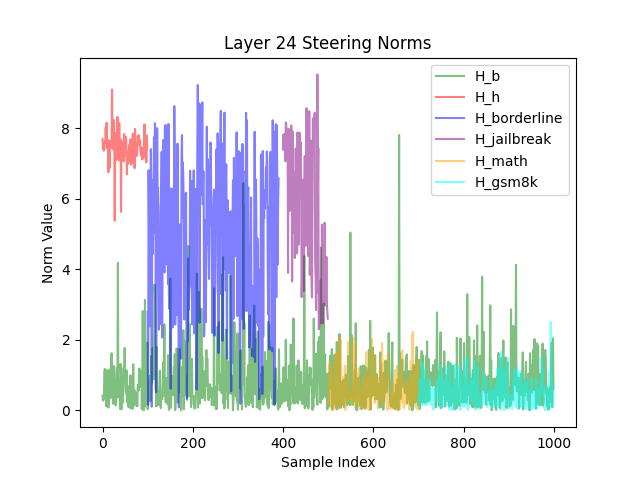 Layer 24 Steering Norms
H_b
H_h
H_borderline
H_jailbreak
H_math
H_gsm8k
Norm Value
8
6
4
2
0
0
200
400
600
800
1000
Sample Index